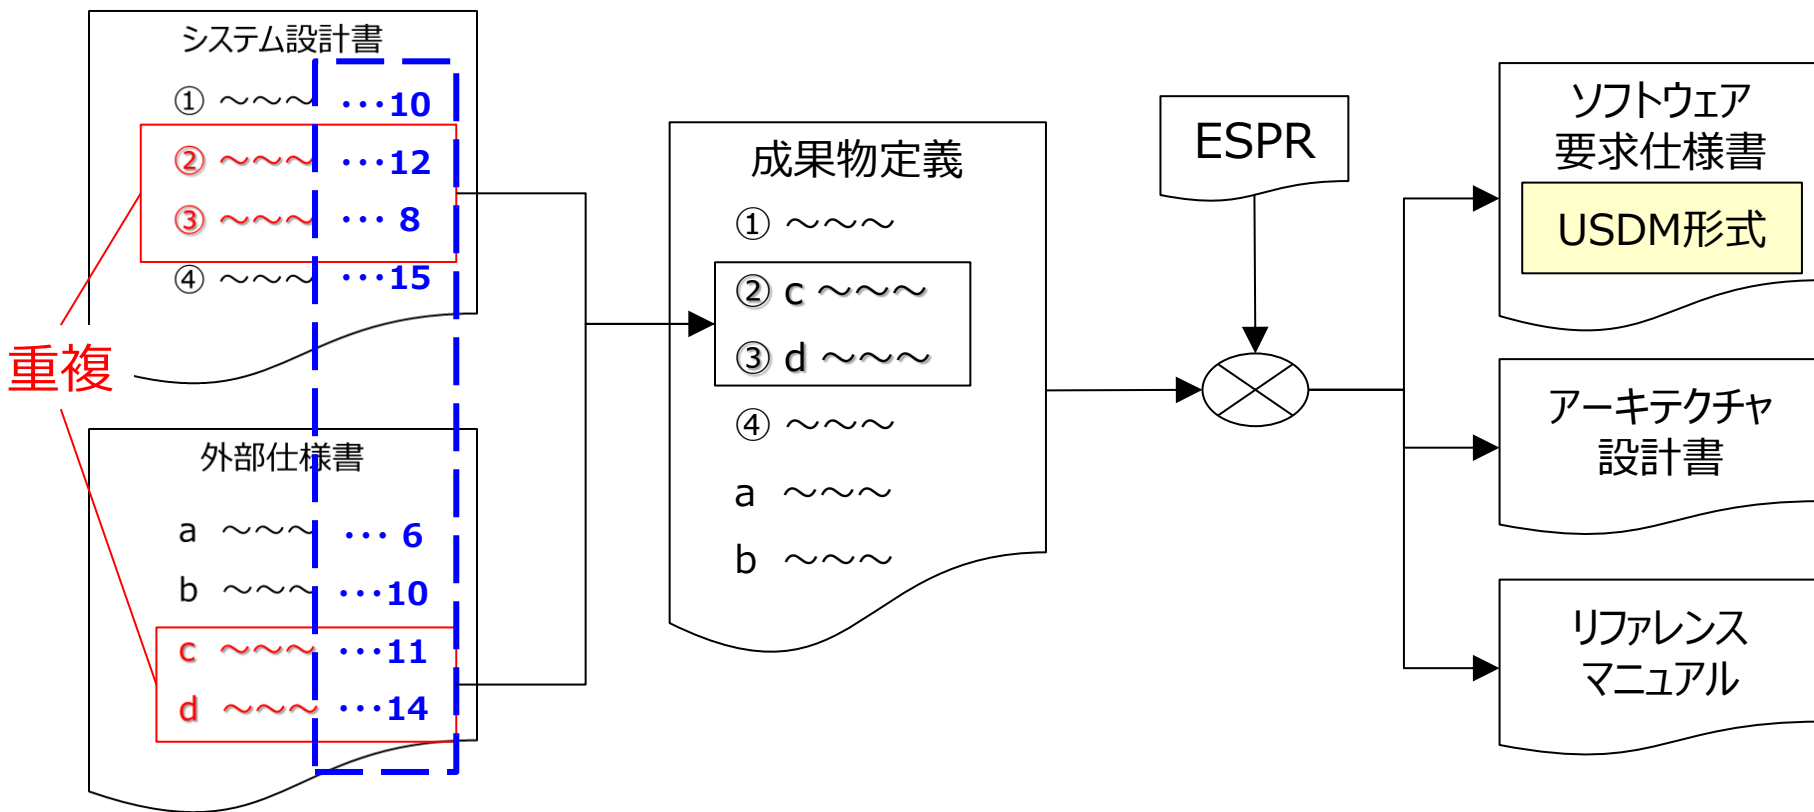 システム設計書
① ～～～ ･･･10
② ～～～ ･･･12
③ ～～～ ･･･ 8
④ ～～～ ･･･15
重複
外部仕様書
a ～～～ ･･･ 6
b ～～～ ･･･10
c ～～～ ･･･11
d ～～～ ･･･14
成果物定義
① ～～～
② c ～～～
③ d ～～～
④ ～～～
a ～～～
b ～～～
ESPR
ソフトウェア
要求仕様書
USDM形式
アーキテクチャ
設計書
リファレンス
マニュアル